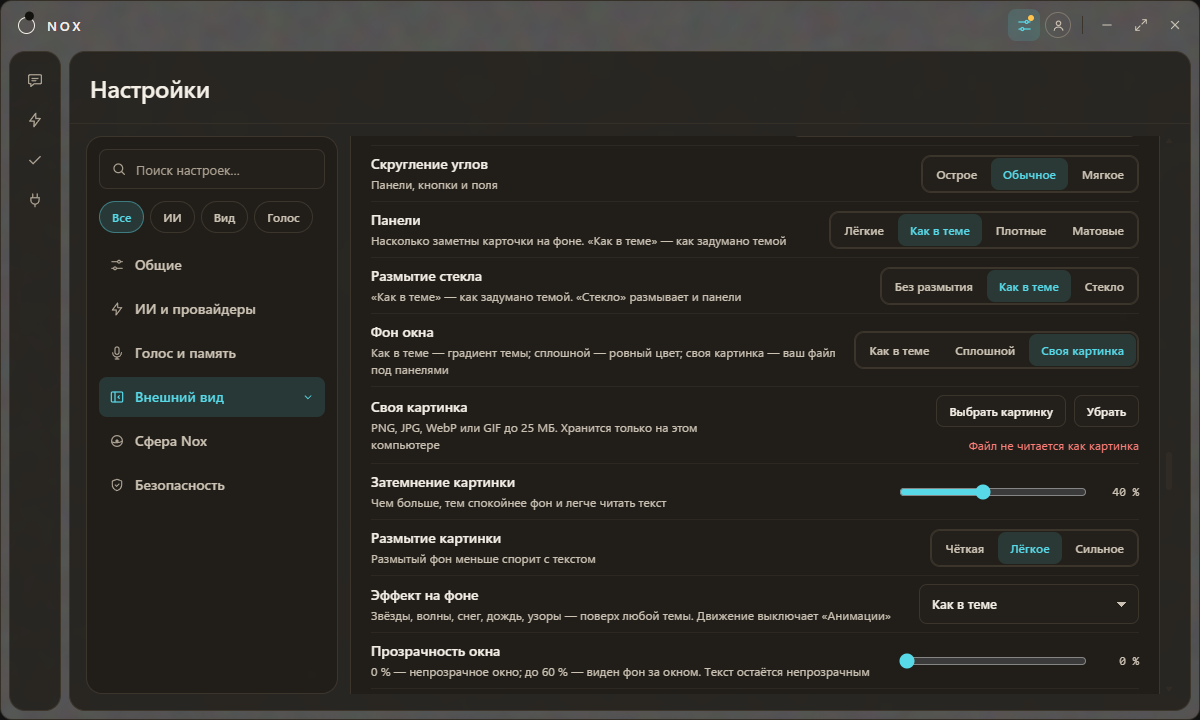 NOX
Настройки
Поиск настроек...
Все ИИ Вид Голос
Общие
ИИ и провайдеры
Голос и память
Внешний вид
Сфера Nox
Безопасность
Скругление углов
Панели, кнопки и поля
Острое Обычное Мягкое
Панели
Насколько заметны карточки на фоне. «Как в теме» — как задумано темой
Лёгкие Как в теме Плотные Матовые
Размытие стекла
«Как в теме» — как задумано темой. «Стекло» размывает и панели
Без размытия Как в теме Стекло
Фон окна
Как в теме — градиент темы; сплошной — ровный цвет; своя картинка — ваш файл
под панелями
Как в теме Сплошной Своя картинка
Своя картинка
PNG, JPG, WebP или GIF до 25 МБ. Хранится только на этом
компьютере
Выбрать картинку Убрать
Файл не читается как картинка
Затемнение картинки
Чем больше, тем спокойнее фон и легче читать текст
40 %
Размытие картинки
Размытый фон меньше спорит с текстом
Чёткая Лёгкое Сильное
Эффект на фоне
Звёзды, волны, снег, дождь, узоры — поверх любой темы. Движение выключает «Анимации»
Как в теме
Прозрачность окна
0 % — непрозрачное окно; до 60 % — виден фон за окном. Текст остаётся непрозрачным
0 %